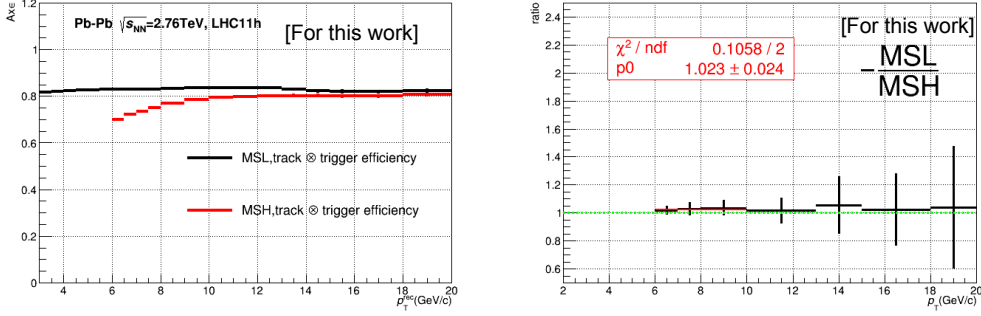 A×ϵ
Pb-Pb √sNN=2.76TeV, LHC11h
[For this work]
1.2
1
0.8
0.6
0.4
0.2
0
MSL,track ⊗ trigger efficiency
MSH,track ⊗ trigger efficiency
4 6 8 10 12 14 16 18 20
p_T^rec(GeV/c)
ratio
[For this work]
χ² / ndf 0.1058 / 2
p0 1.023 ± 0.024
MSL
MSH
2.4
2.2
2
1.8
1.6
1.4
1.2
1
0.8
0.6
2 4 6 8 10 12 14 16 18 20
p_T(GeV/c)